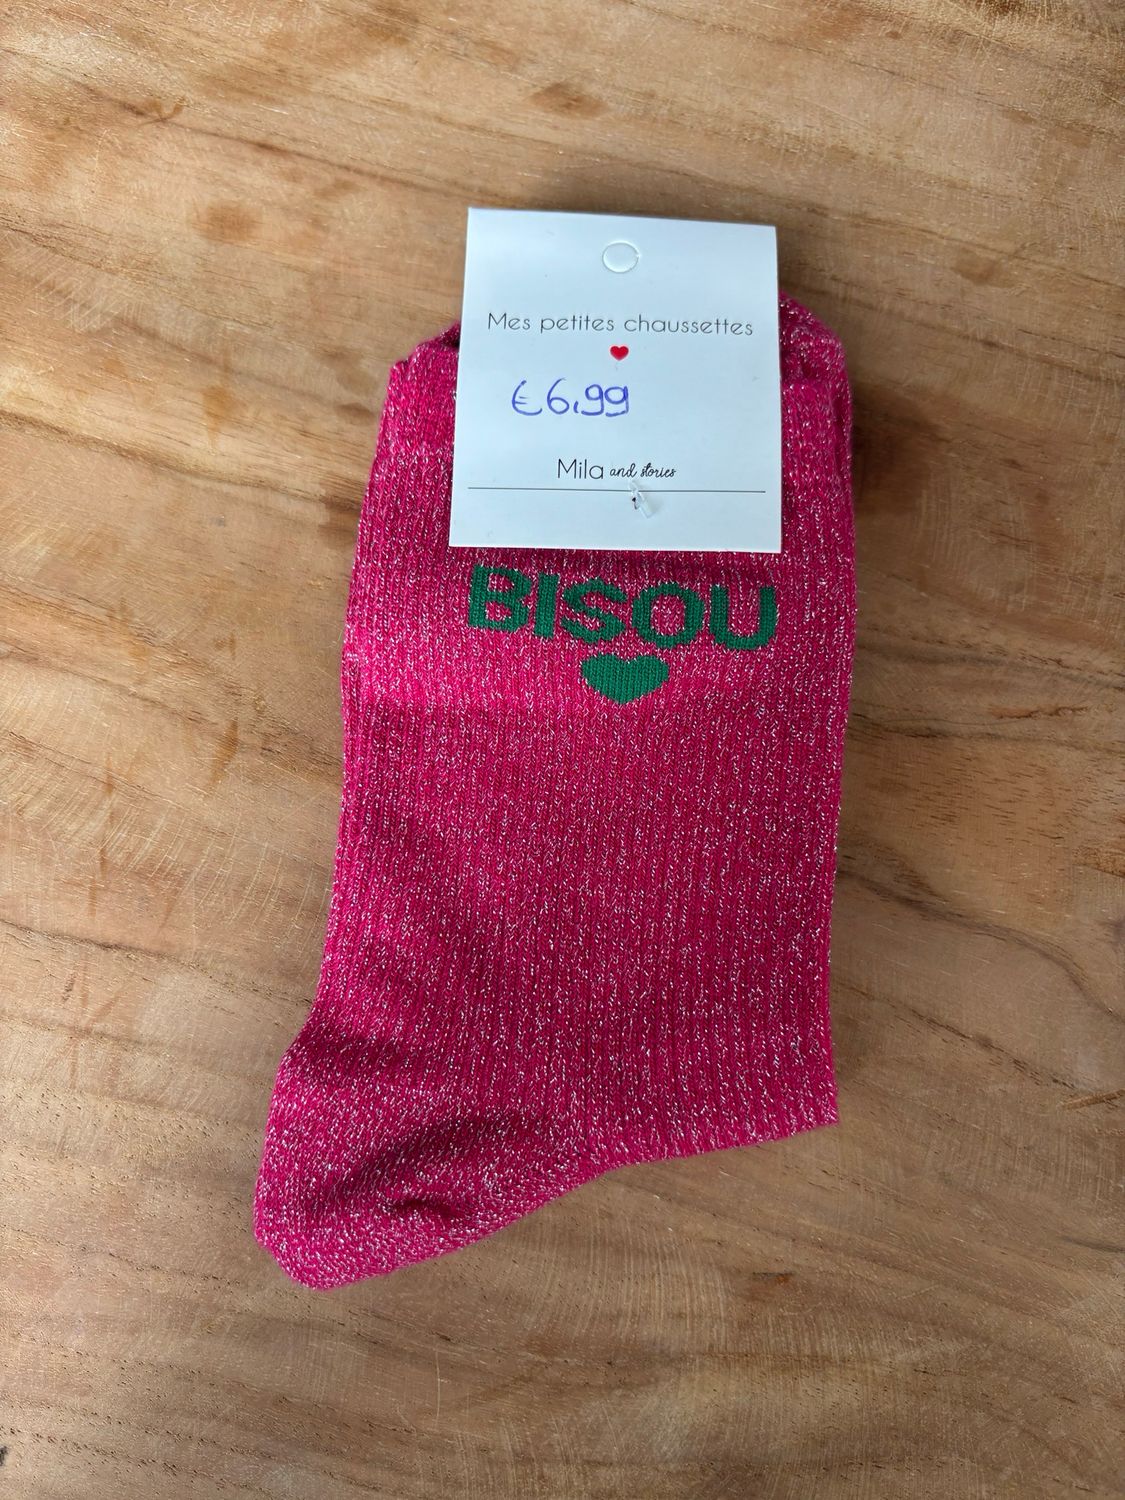 Mes petites chaussettes
€6,99
Mila and stories
BISOU